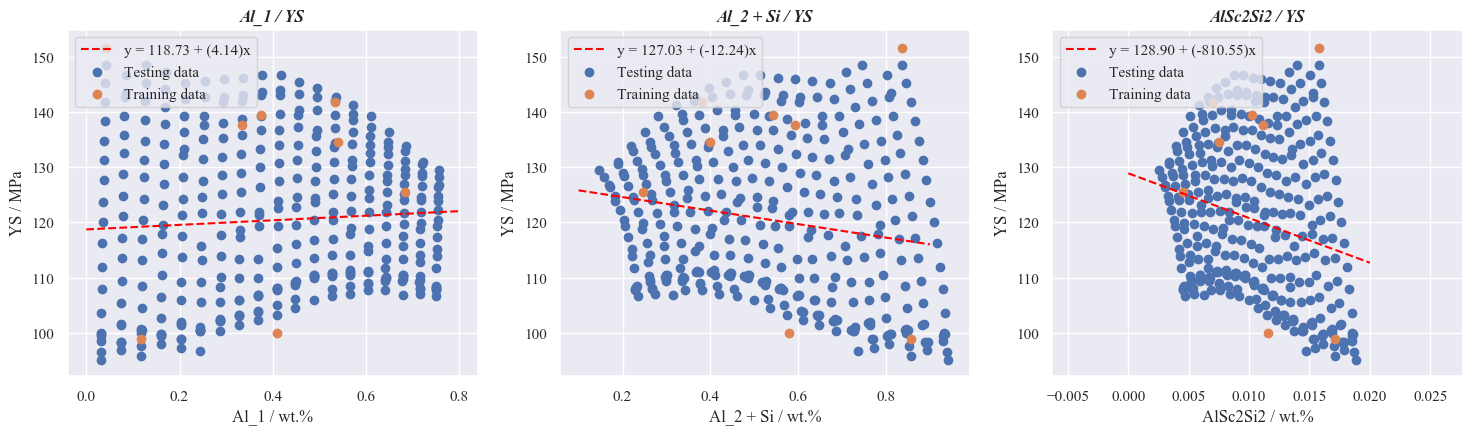 Al_1 / YS
y = 118.73 + (4.14)x
Testing data
Training data
150
140
130
120
110
100
YS / MPa
0.0 0.2 0.4 0.6 0.8
Al_1 / wt.%
Al_2 + Si / YS
y = 127.03 + (-12.24)x
Testing data
Training data
150
140
130
120
110
100
YS / MPa
0.2 0.4 0.6 0.8
Al_2 + Si / wt.%
AlSc2Si2 / YS
y = 128.90 + (-810.55)x
Testing data
Training data
150
140
130
120
110
100
YS / MPa
−0.005 0.000 0.005 0.010 0.015 0.020 0.025
AlSc2Si2 / wt.%